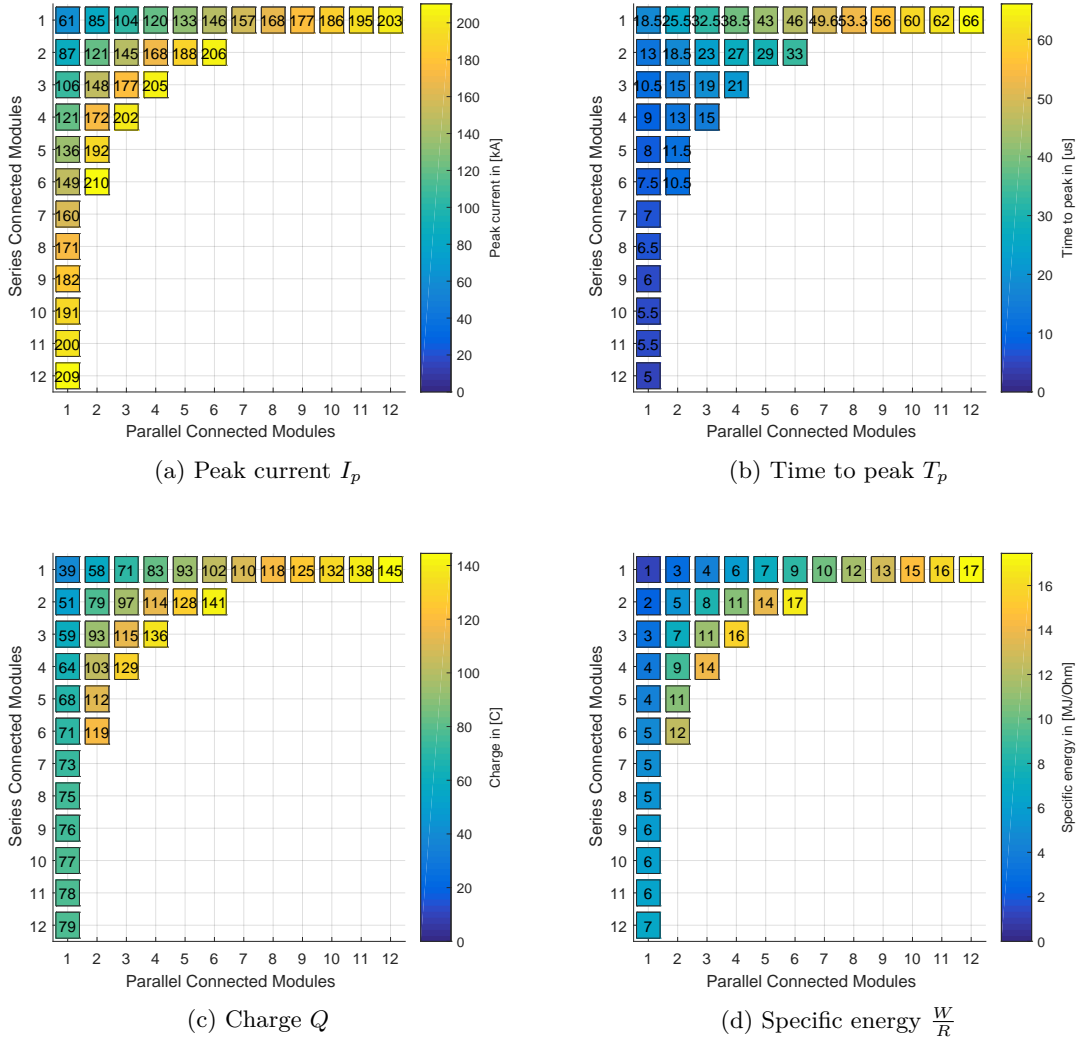 1 61 85 104 120 133 146 157 168 177 186 195 203
2 87 121 145 168 188 206
3 106 148 177 205
4 121 172 202
5 136 192
6 149 210
7 160
8 171
9 182
10 191
11 200
12 209
1 2 3 4 5 6 7 8 9 10 11 12
Parallel Connected Modules
Series Connected Modules
200
180
160
140
120
100
80
60
40
20
0
Peak current in [kA]
(a) Peak current I_p
1 18.5 25.5 32.5 38.5 43 46 49.6 53.3 56 60 62 66
2 13 18.5 23 27 29 33
3 10.5 15 19 21
4 9 13 15
5 8 11.5
6 7.5 10.5
7 7
8 6.5
9 6
10 5.5
11 5.5
12 5
1 2 3 4 5 6 7 8 9 10 11 12
Parallel Connected Modules
Series Connected Modules
60
50
40
30
20
10
0
Time to peak in [us]
(b) Time to peak T_p
1 39 58 71 83 93 102 110 118 125 132 138 145
2 51 79 97 114 128 141
3 59 93 115 136
4 64 103 129
5 68 112
6 71 119
7 73
8 75
9 76
10 77
11 78
12 79
1 2 3 4 5 6 7 8 9 10 11 12
Parallel Connected Modules
Series Connected Modules
140
120
100
80
60
40
20
0
Charge in [C]
(c) Charge Q
1 1 3 4 6 7 9 10 12 13 15 16 17
2 2 5 8 11 14 17
3 3 7 11 16
4 4 9 14
5 4 11
6 5 12
7 5
8 5
9 6
10 6
11 6
12 7
1 2 3 4 5 6 7 8 9 10 11 12
Parallel Connected Modules
Series Connected Modules
16
14
12
10
8
6
4
2
0
Specific energy in [MJ/Ohm]
(d) Specific energy W/R